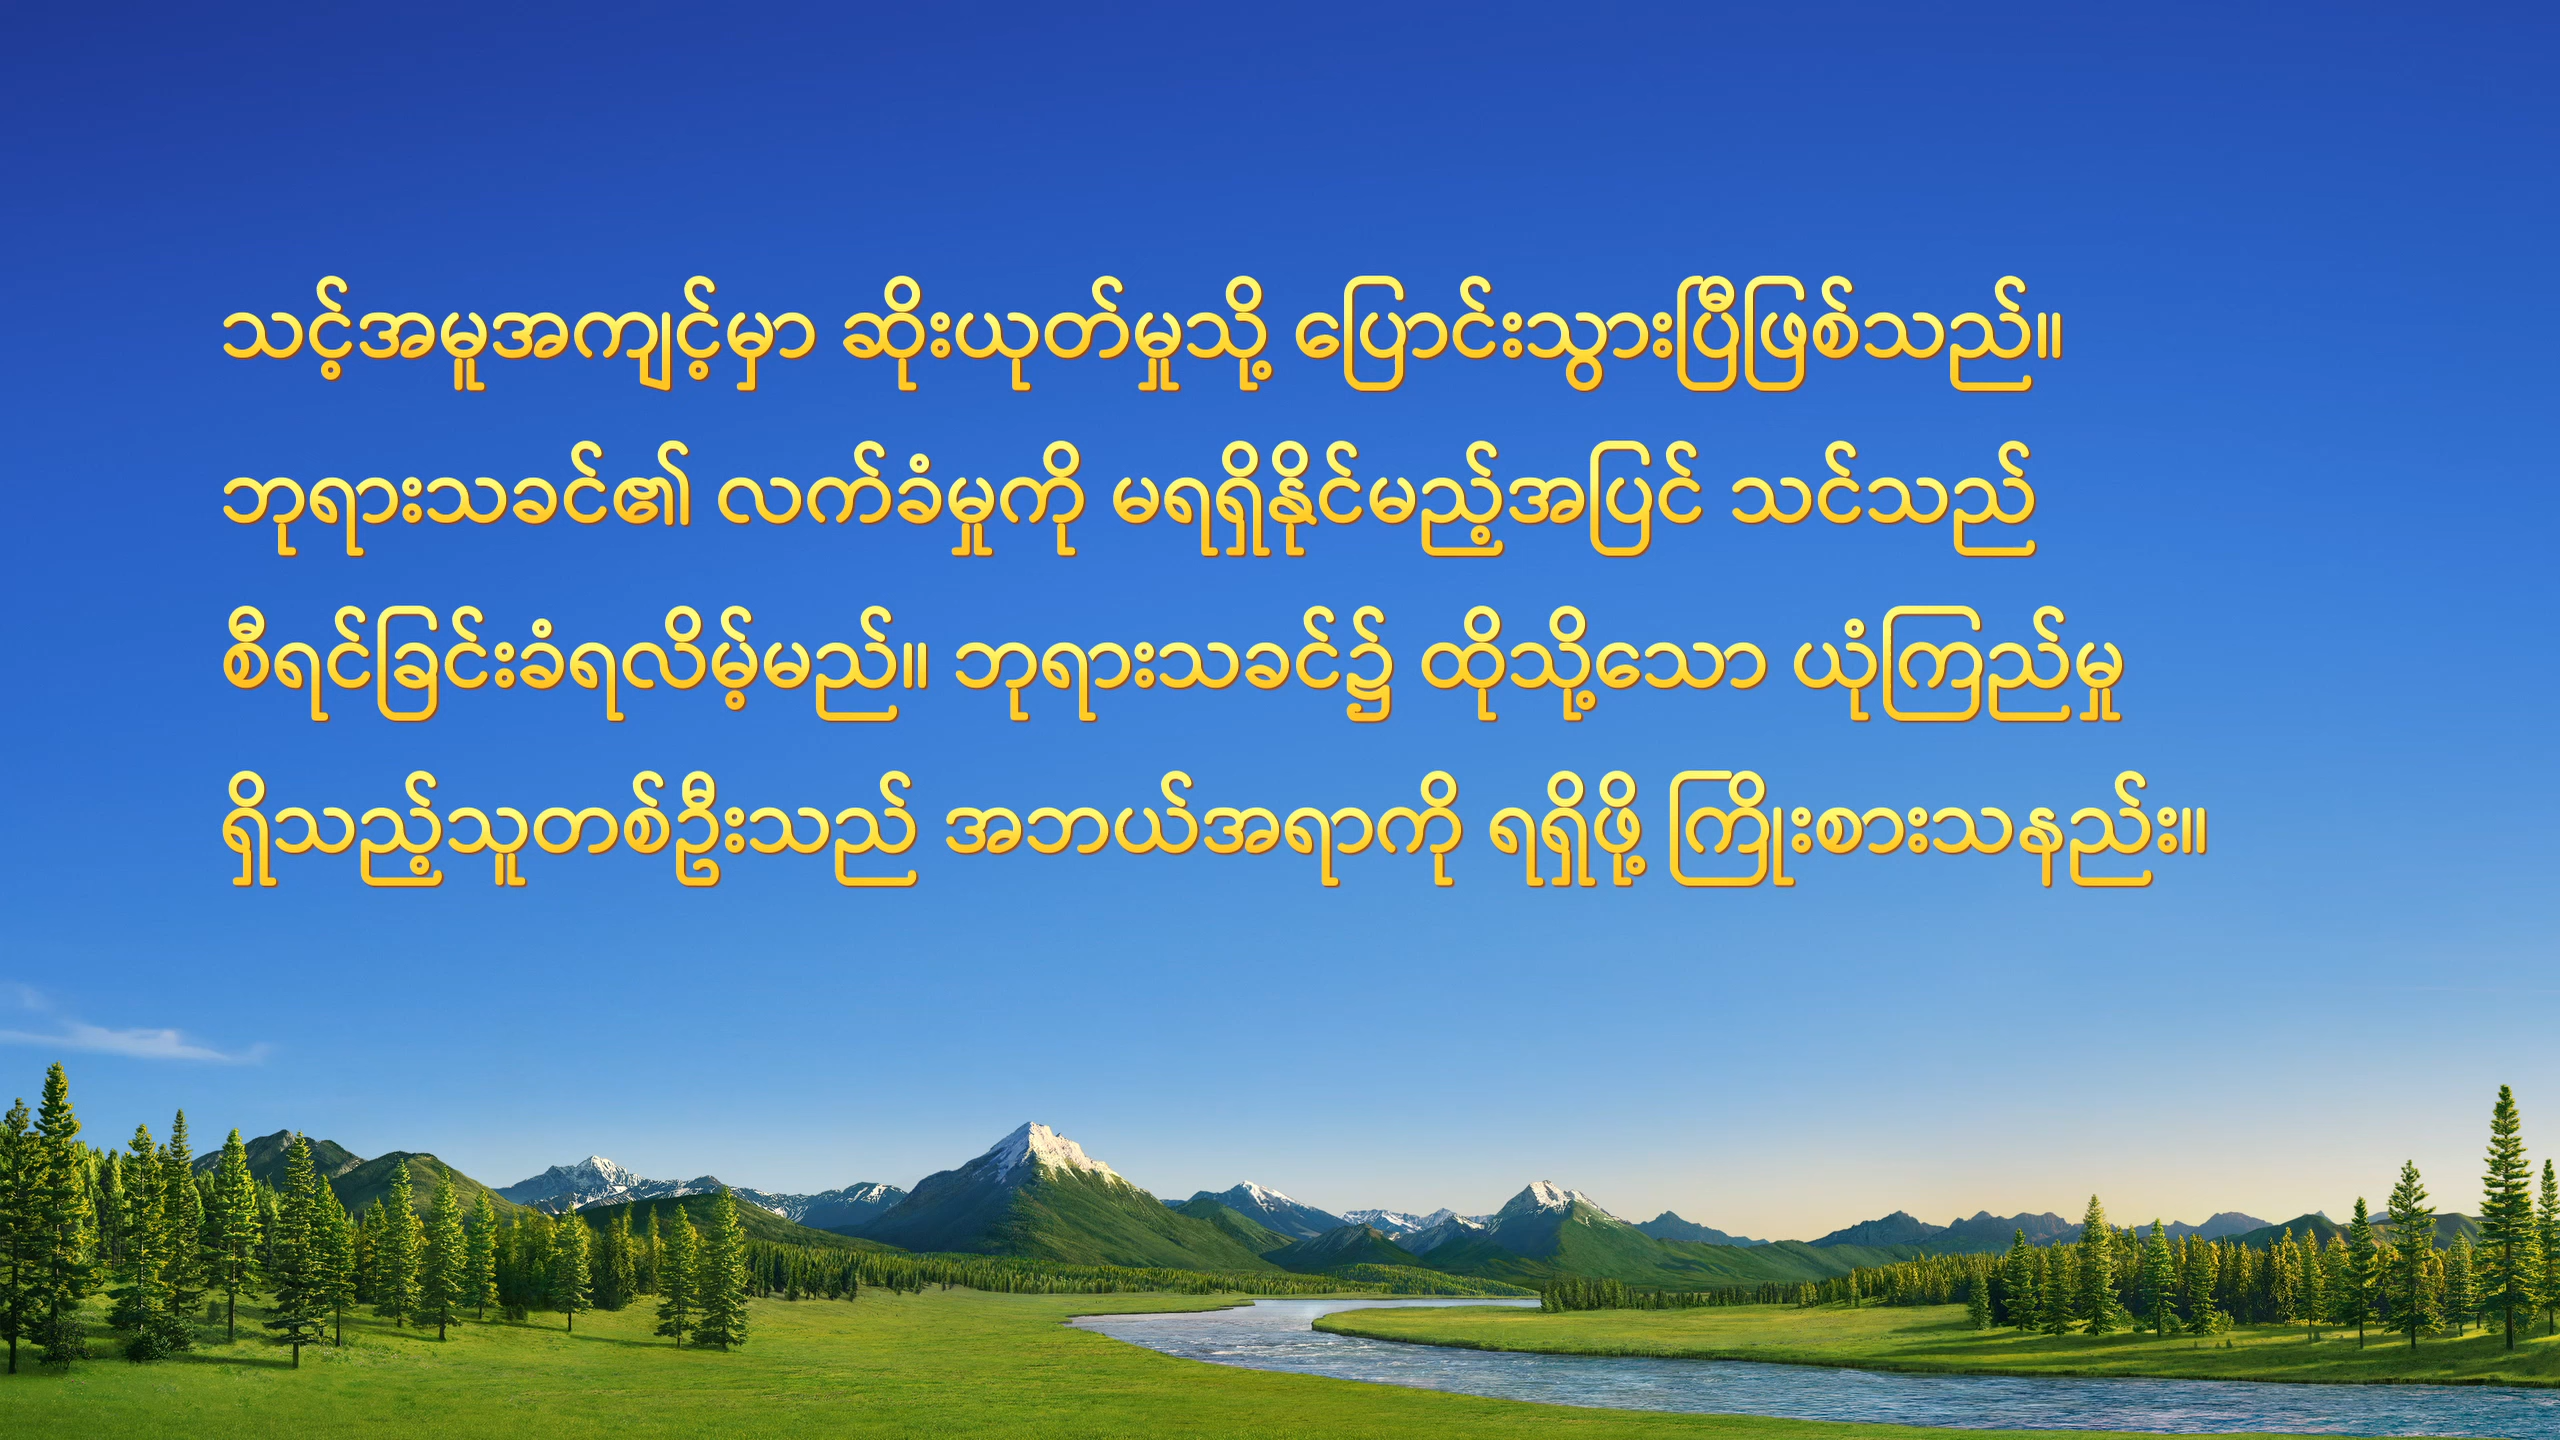 သင့်အမူအကျင့်မှာ ဆိုးယုတ်မှုသို့ ပြောင်းသွားပြီဖြစ်သည်။
ဘုရားသခင်၏ လက်ခံမှုကို မရရှိနိုင်မည့်အပြင် သင်သည်
စီရင်ခြင်းခံရလိမ့်မည်။ ဘုရားသခင်၌ ထိုသို့သော ယုံကြည်မှု
ရှိသည့်သူတစ်ဦးသည် အဘယ်အရာကို ရရှိဖို့ ကြိုးစားသနည်း။